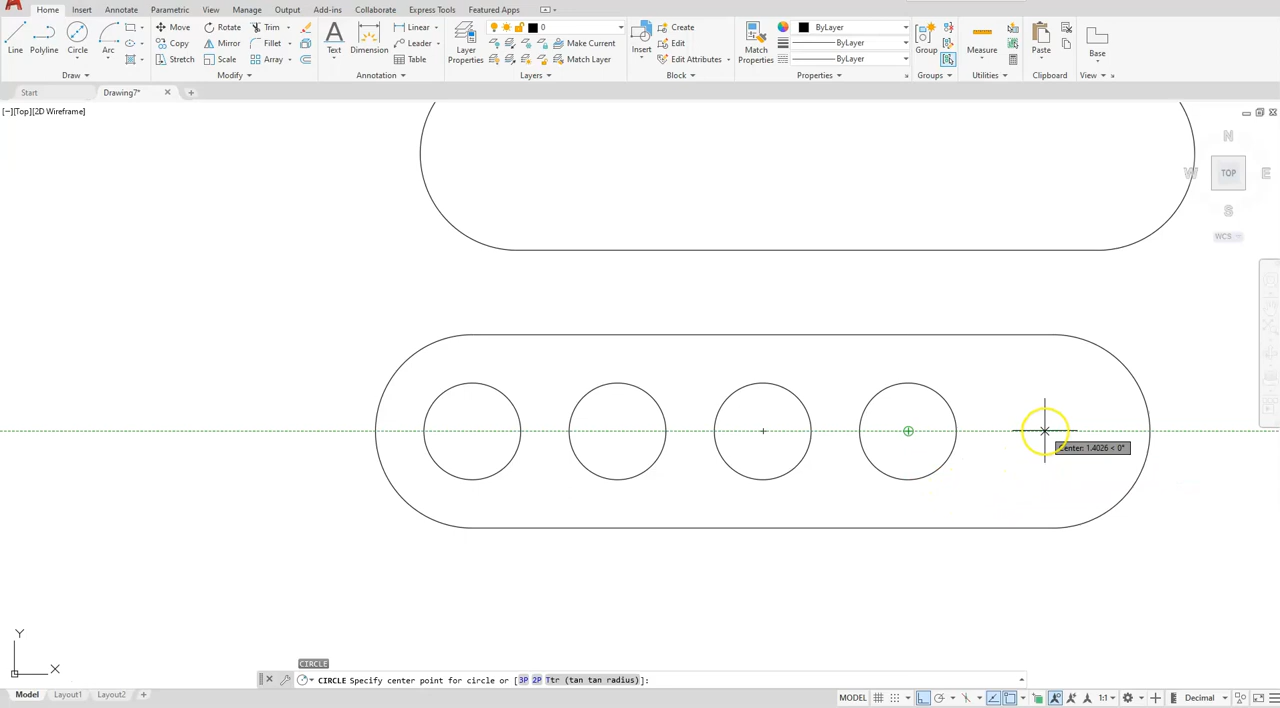 Home Insert Annotate Parametric View Manage Output Add-ins Collaborate Express Tools Featured Apps
Line Polyline Circle Arc
Move Rotate Trim
Copy Mirror Fillet
Stretch Scale Array
Text Dimension
Linear
Leader
Table
Layer Properties
0
Make Current
Match Layer
Insert
Create
Edit
Edit Attributes
Match Properties
ByLayer
ByLayer
ByLayer
Group
Measure
Paste
Base
Draw Modify Annotation Layers Block Properties Groups Utilities Clipboard View
Start Drawing7*
[−][Top][2D Wireframe]
N
W TOP E
S
WCS
Center: 1.4026 < 0°
Y
X
CIRCLE
CIRCLE Specify center point for circle or [3P 2P Ttr (tan tan radius)]:
Model Layout1 Layout2 + MODEL 1:1 Decimal